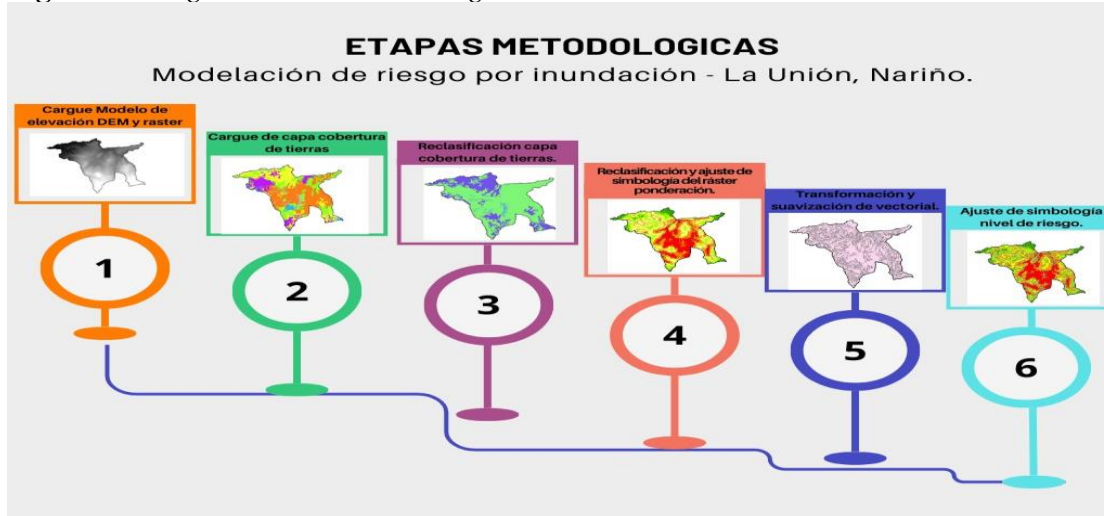 ETAPAS METODOLOGICAS
Modelación de riesgo por inundación - La Unión, Nariño.
Cargue Modelo de
elevación DEM y raster
1
Cargue de capa cobertura
de tierras
2
Reclasificación capa
cobertura de tierras.
3
Reclasificación y ajuste de
simbología del ráster
ponderación.
4
Transformación y
suavización de vectorial.
5
Ajuste de simbología
nivel de riesgo.
6